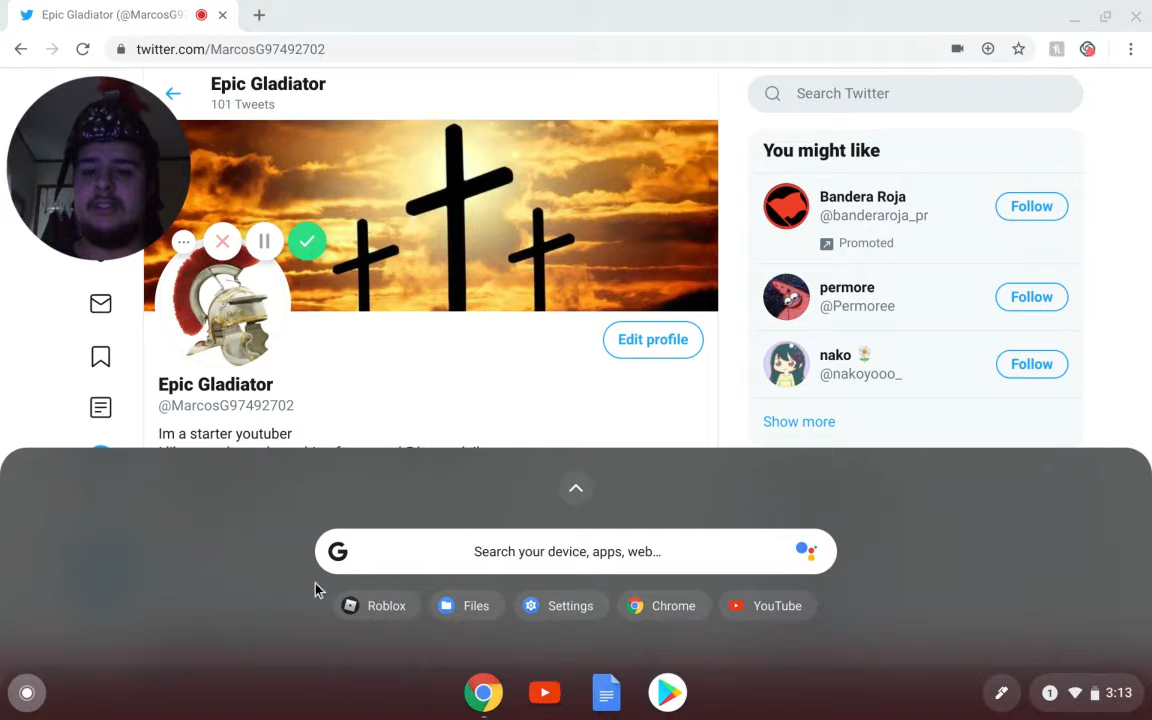 Epic Gladiator (@MarcosG97
twitter.com/MarcosG97492702
Epic Gladiator
101 Tweets
Search Twitter
You might like
Bandera Roja
@banderaroja_pr
Promoted
Follow
permore
@Permoree
Follow
nako
@nakoyooo_
Follow
Show more
Edit profile
Epic Gladiator
@MarcosG97492702
Im a starter youtuber
Search your device, apps, web...
Roblox
Files
Settings
Chrome
YouTube
1
3:13